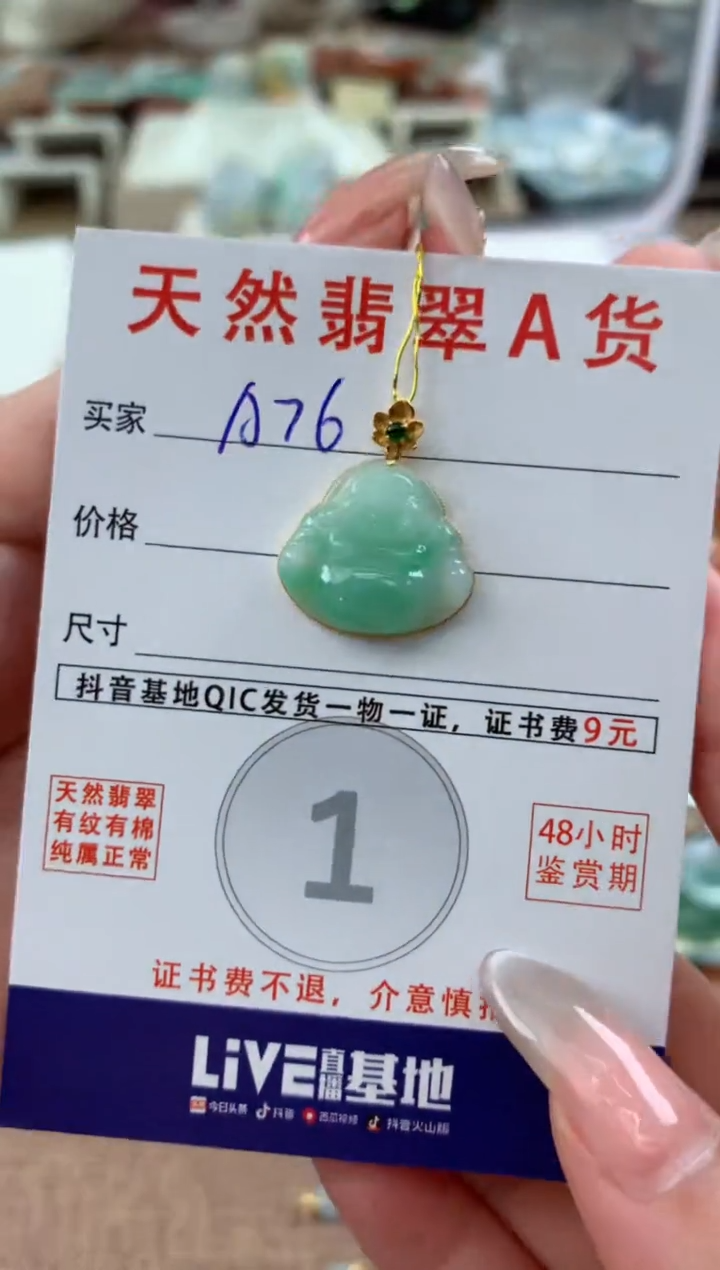 天然翡翠A货
买家 A76
价格
尺寸
抖音基地QIC发货一物一证，证书费9元
天然翡翠
有纹有棉
纯属正常
1
48小时
鉴赏期
证书费不退，介意慎拍
LIVE直播基地
今日头条 抖音 西瓜视频 抖音火山版